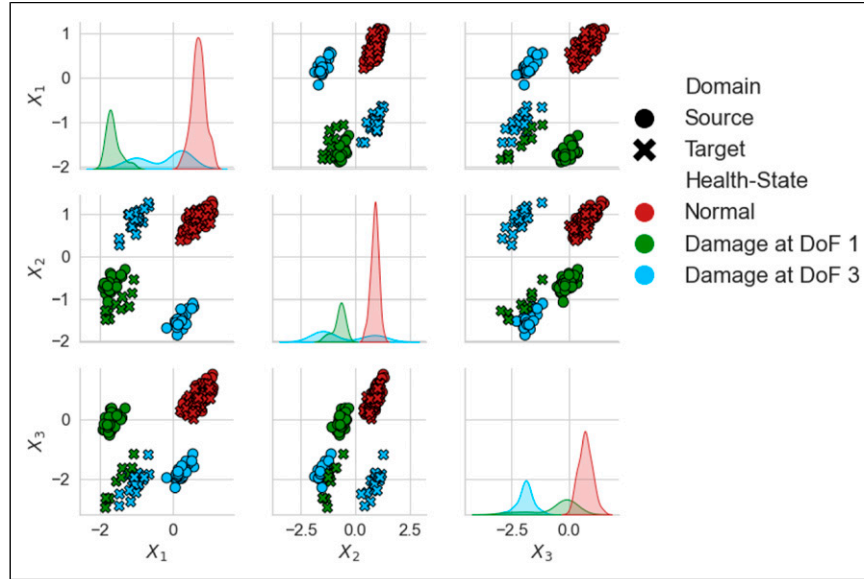 X1
1
0
−1
−2
Domain
Source
Target
Health-State
Normal
Damage at DoF 1
Damage at DoF 3
X2
1
0
−1
−2
X3
0
−2
−2 0
−2.5 0.0 2.5
−2.5 0.0
X1 X2 X3